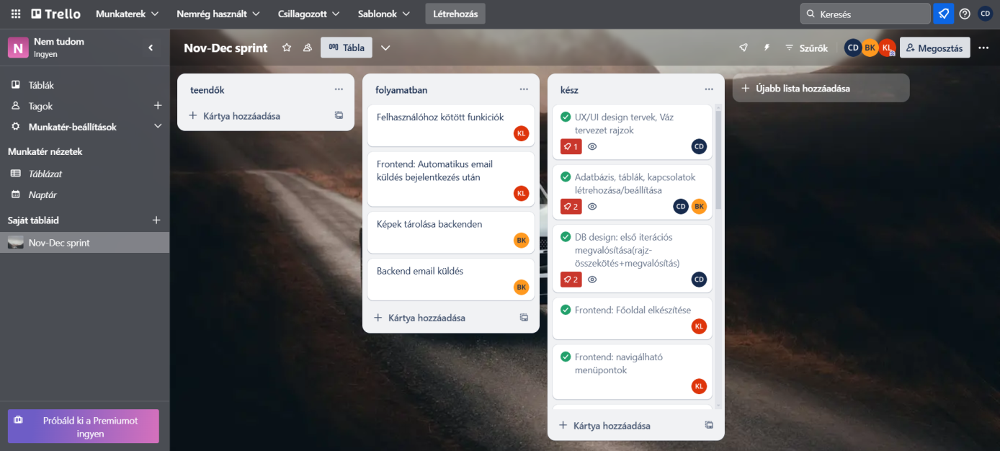 Trello
Munkaterek
Nemrég használt
Csillagozott
Sablonok
Létrehozás
Keresés
CD
N
Nem tudom
Ingyen
Nov-Dec sprint
Tábla
Szűrők
CD
BK
KL
Megosztás
Táblák
Tagok
Munkatér-beállítások
Munkatér nézetek
Táblázat
Naptár
Saját tábláid
Nov-Dec sprint
Próbáld ki a Premiumot
ingyen
teendők
Kártya hozzáadása
folyamatban
Felhasználóhoz kötött funkiciók
KL
Frontend: Automatikus email
küldés bejelentkezés után
KL
Képek tárolása backenden
BK
Backend email küldés
BK
Kártya hozzáadása
kész
UX/UI design tervek, Váz
tervezet rajzok
1
CD
Adatbázis, táblák, kapcsolatok
létrehozása/beállítása
2
CD
BK
DB design: első iterációs
megvalósítása(rajz-
összekötés+megvalósítás)
2
CD
Frontend: Főoldal elkészítése
KL
Frontend: navigálható
menüpontok
KL
Kártya hozzáadása
Újabb lista hozzáadása